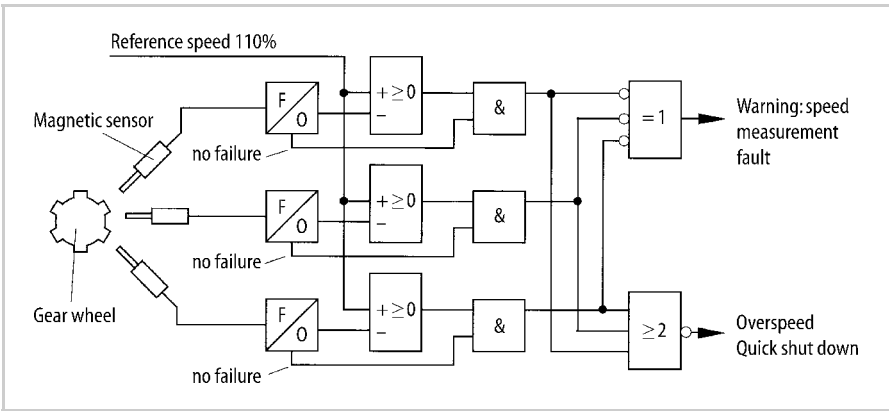 Reference speed 110%
Magnetic sensor
Gear wheel
F
O
no failure
+≥0
−
&
F
O
no failure
+≥0
−
&
F
O
no failure
+≥0
−
&
=1
Warning: speed
measurement
fault
≥2
Overspeed
Quick shut down